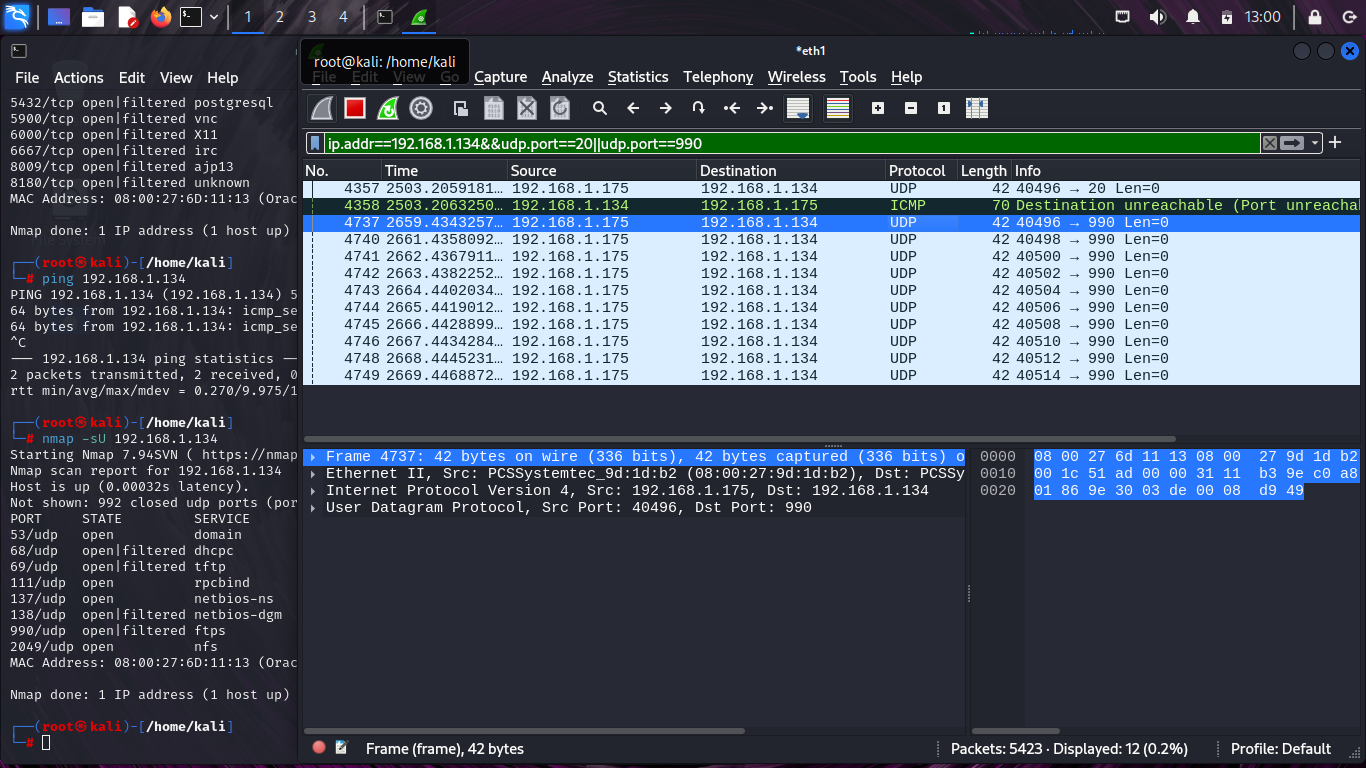 1 2 3 4 13:00
File Actions Edit View Help
5432/tcp open|filtered postgresql
5900/tcp open|filtered vnc
6000/tcp open|filtered X11
6667/tcp open|filtered irc
8009/tcp open|filtered ajp13
8180/tcp open|filtered unknown
MAC Address: 08:00:27:6D:11:13 (Orac
Nmap done: 1 IP address (1 host up)
┌──(root㉿kali)-[/home/kali]
└─# ping 192.168.1.134
PING 192.168.1.134 (192.168.1.134) 5
64 bytes from 192.168.1.134: icmp_se
64 bytes from 192.168.1.134: icmp_se
^C
--- 192.168.1.134 ping statistics --
2 packets transmitted, 2 received, 0
rtt min/avg/max/mdev = 0.270/9.975/1
┌──(root㉿kali)-[/home/kali]
└─# nmap -sU 192.168.1.134
Starting Nmap 7.94SVN ( https://nmap
Nmap scan report for 192.168.1.134
Host is up (0.00032s latency).
Not shown: 992 closed udp ports (por
PORT STATE SERVICE
53/udp open domain
68/udp open|filtered dhcpc
69/udp open|filtered tftp
111/udp open rpcbind
137/udp open netbios-ns
138/udp open|filtered netbios-dgm
990/udp open|filtered ftps
2049/udp open nfs
MAC Address: 08:00:27:6D:11:13 (Orac
Nmap done: 1 IP address (1 host up)
┌──(root㉿kali)-[/home/kali]
└─#
*eth1
root@kali: /home/kali
File Edit View Go Capture Analyze Statistics Telephony Wireless Tools Help
ip.addr==192.168.1.134&&udp.port==20||udp.port==990
No. Time Source Destination Protocol Length Info
4357 2503.2059181… 192.168.1.175 192.168.1.134 UDP 42 40496 → 20 Len=0
4358 2503.2063250… 192.168.1.134 192.168.1.175 ICMP 70 Destination unreachable (Port unreacha
4737 2659.4343257… 192.168.1.175 192.168.1.134 UDP 42 40496 → 990 Len=0
4740 2661.4358092… 192.168.1.175 192.168.1.134 UDP 42 40498 → 990 Len=0
4741 2662.4367911… 192.168.1.175 192.168.1.134 UDP 42 40500 → 990 Len=0
4742 2663.4382252… 192.168.1.175 192.168.1.134 UDP 42 40502 → 990 Len=0
4743 2664.4402034… 192.168.1.175 192.168.1.134 UDP 42 40504 → 990 Len=0
4744 2665.4419012… 192.168.1.175 192.168.1.134 UDP 42 40506 → 990 Len=0
4745 2666.4428899… 192.168.1.175 192.168.1.134 UDP 42 40508 → 990 Len=0
4746 2667.4434284… 192.168.1.175 192.168.1.134 UDP 42 40510 → 990 Len=0
4748 2668.4445231… 192.168.1.175 192.168.1.134 UDP 42 40512 → 990 Len=0
4749 2669.4468872… 192.168.1.175 192.168.1.134 UDP 42 40514 → 990 Len=0
Frame 4737: 42 bytes on wire (336 bits), 42 bytes captured (336 bits) o
Ethernet II, Src: PCSSystemtec_9d:1d:b2 (08:00:27:9d:1d:b2), Dst: PCSSy
Internet Protocol Version 4, Src: 192.168.1.175, Dst: 192.168.1.134
User Datagram Protocol, Src Port: 40496, Dst Port: 990
0000 08 00 27 6d 11 13 08 00 27 9d 1d b2
0010 00 1c 51 ad 00 00 31 11 b3 9e c0 a8
0020 01 86 9e 30 03 de 00 08 d9 49
Frame (frame), 42 bytes Packets: 5423 · Displayed: 12 (0.2%) Profile: Default